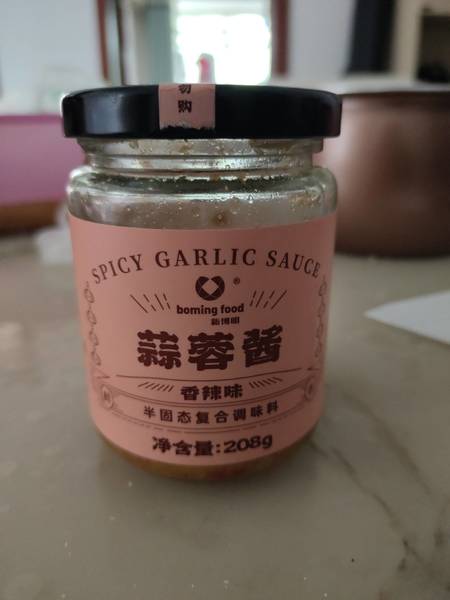 购
SPICY GARLIC SAUCE
®
boming food
新博明
蒜蓉酱
香辣味
半固态复合调味料
净含量:208g